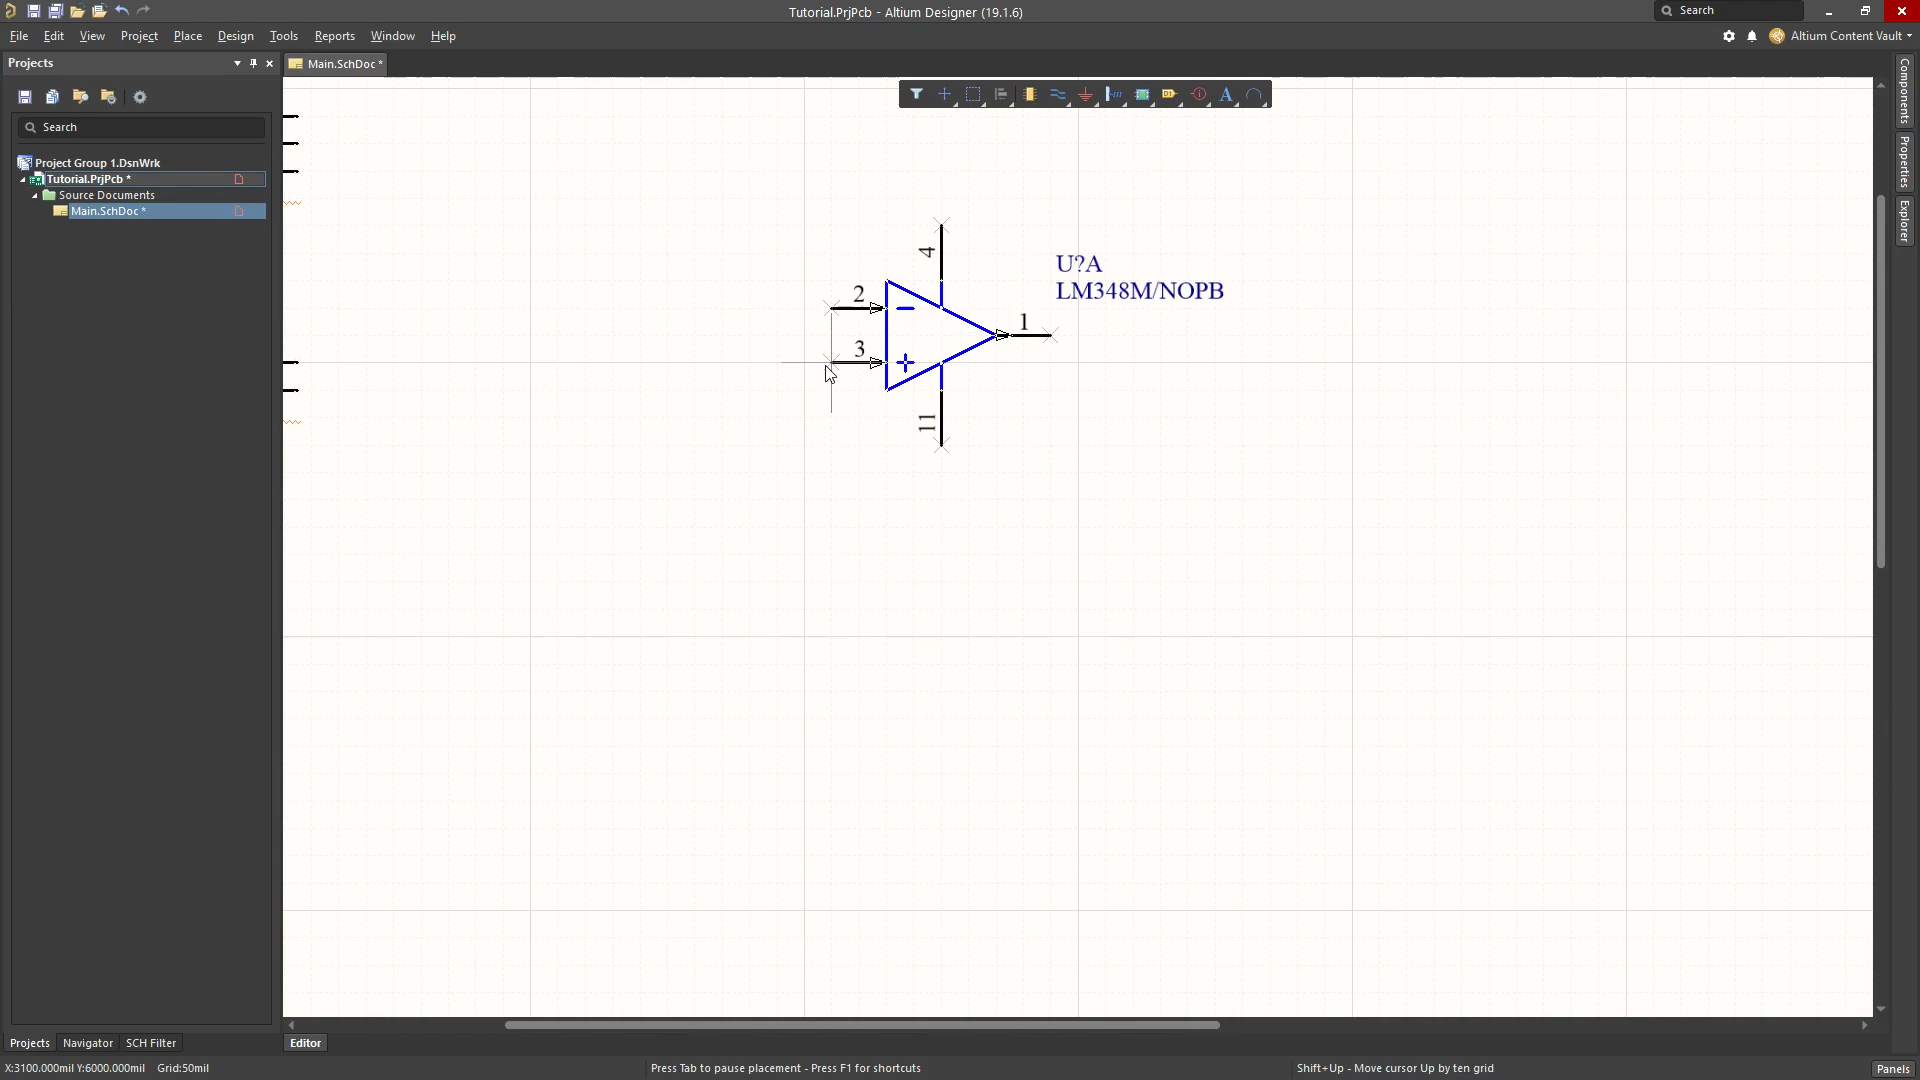 Tutorial.PrjPcb - Altium Designer (19.1.6)
Search
File Edit View Project Place Design Tools Reports Window Help
Altium Content Vault
Projects
Main.SchDoc *
Search
Project Group 1.DsnWrk
Tutorial.PrjPcb *
Source Documents
Main.SchDoc *
4
U?A
LM348M/NOPB
2
1
3
11
Components
Properties
Explorer
Projects Navigator SCH Filter
Editor
X:3100.000mil Y:6000.000mil Grid:50mil
Press Tab to pause placement - Press F1 for shortcuts
Shift+Up - Move cursor Up by ten grid
Panels